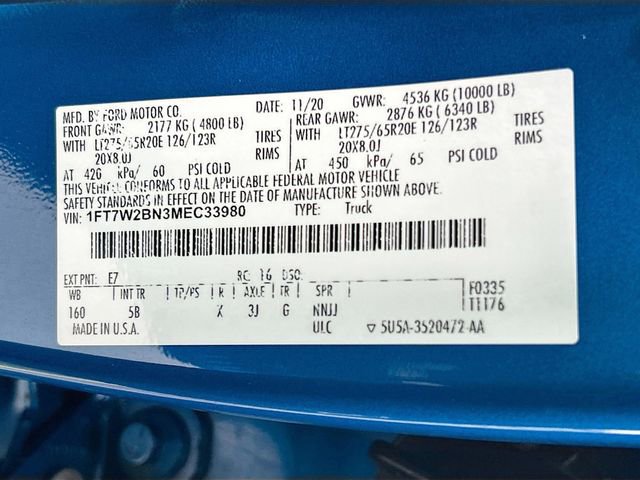 MFD. BY FORD MOTOR CO. DATE: 11/20 GVWR: 4536 KG (10000 LB)
FRONT GAWR: 2177 KG (4800 LB) REAR GAWR: 2876 KG (6340 LB)
WITH LT275/65R20E 126/123R TIRES WITH LT275/65R20E 126/123R TIRES
20X8.0J RIMS 20X8.0J RIMS
AT 420 kPa/ 60 PSI COLD AT 450 kPa/ 65 PSI COLD
THIS VEHICLE CONFORMS TO ALL APPLICABLE FEDERAL MOTOR VEHICLE
SAFETY STANDARDS IN EFFECT ON THE DATE OF MANUFACTURE SHOWN ABOVE.
VIN: 1FT7W2BN3MEC33980 TYPE: Truck
EXT PNT: E7 RC: 16 DSO: F0335
WB INT TR TP/PS R AXLE TR SPR 11176
160 5B X 3J G NNJJ
MADE IN U.S.A. ULC ▽ 5U5A-3520472-AA